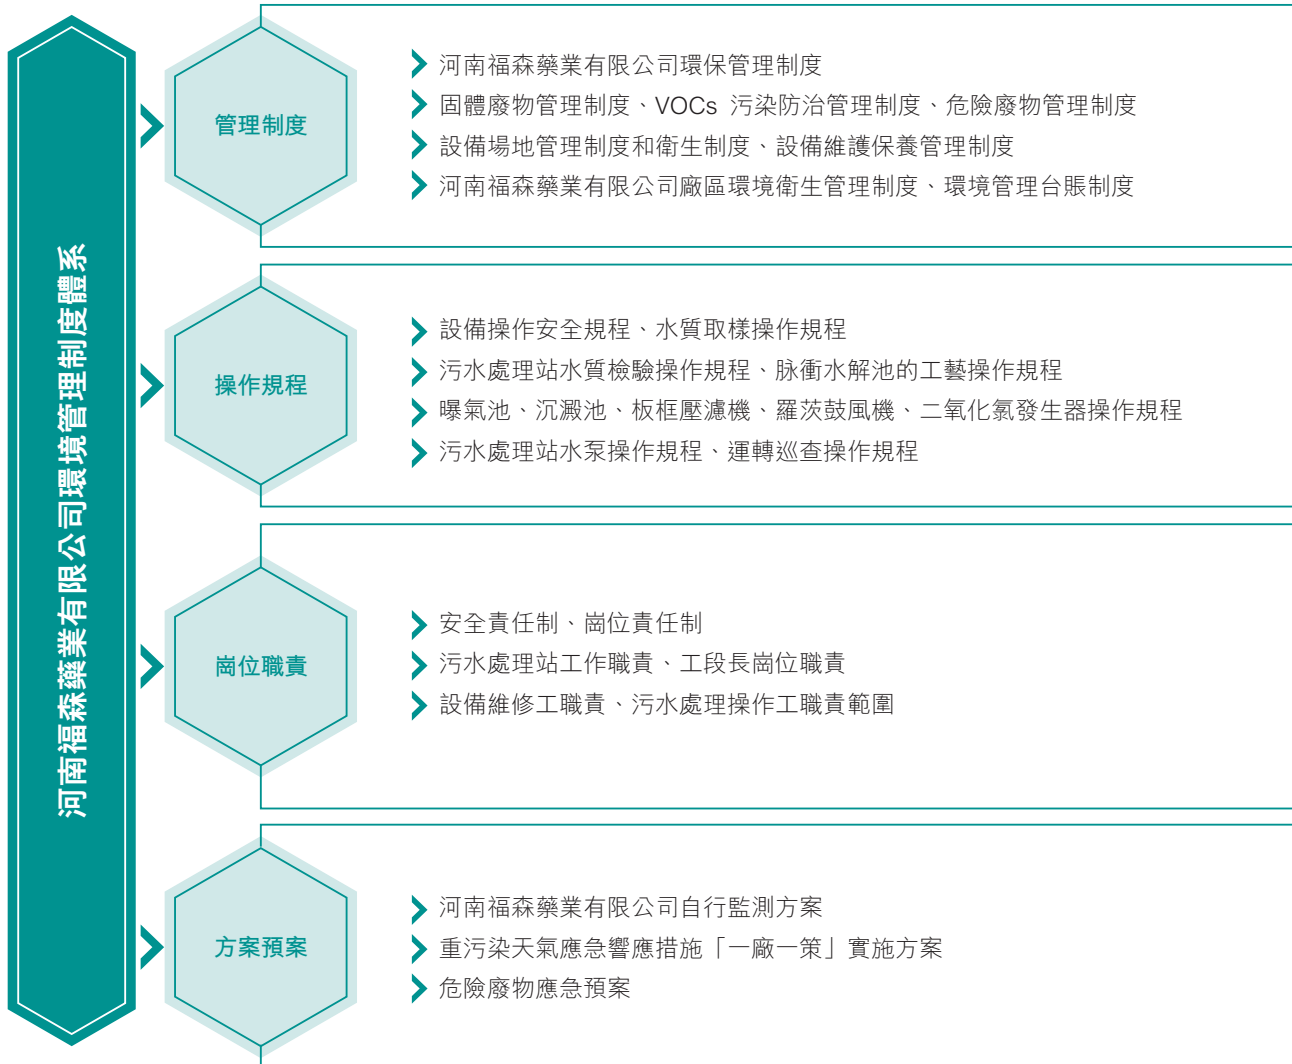 河南福森藥業有限公司環境管理制度體系
管理制度
河南福森藥業有限公司環保管理制度
固體廢物管理制度、VOCs 污染防治管理制度、危險廢物管理制度
設備場地管理制度和衛生制度、設備維護保養管理制度
河南福森藥業有限公司廠區環境衛生管理制度、環境管理台賬制度
操作規程
設備操作安全規程、水質取樣操作規程
污水處理站水質檢驗操作規程、脉衝水解池的工藝操作規程
曝氣池、沉澱池、板框壓濾機、羅茨鼓風機、二氧化氯發生器操作規程
污水處理站水泵操作規程、運轉巡查操作規程
崗位職責
安全責任制、崗位責任制
污水處理站工作職責、工段長崗位職責
設備維修工職責、污水處理操作工職責範圍
方案預案
河南福森藥業有限公司自行監測方案
重污染天氣應急響應措施「一廠一策」實施方案
危險廢物應急預案